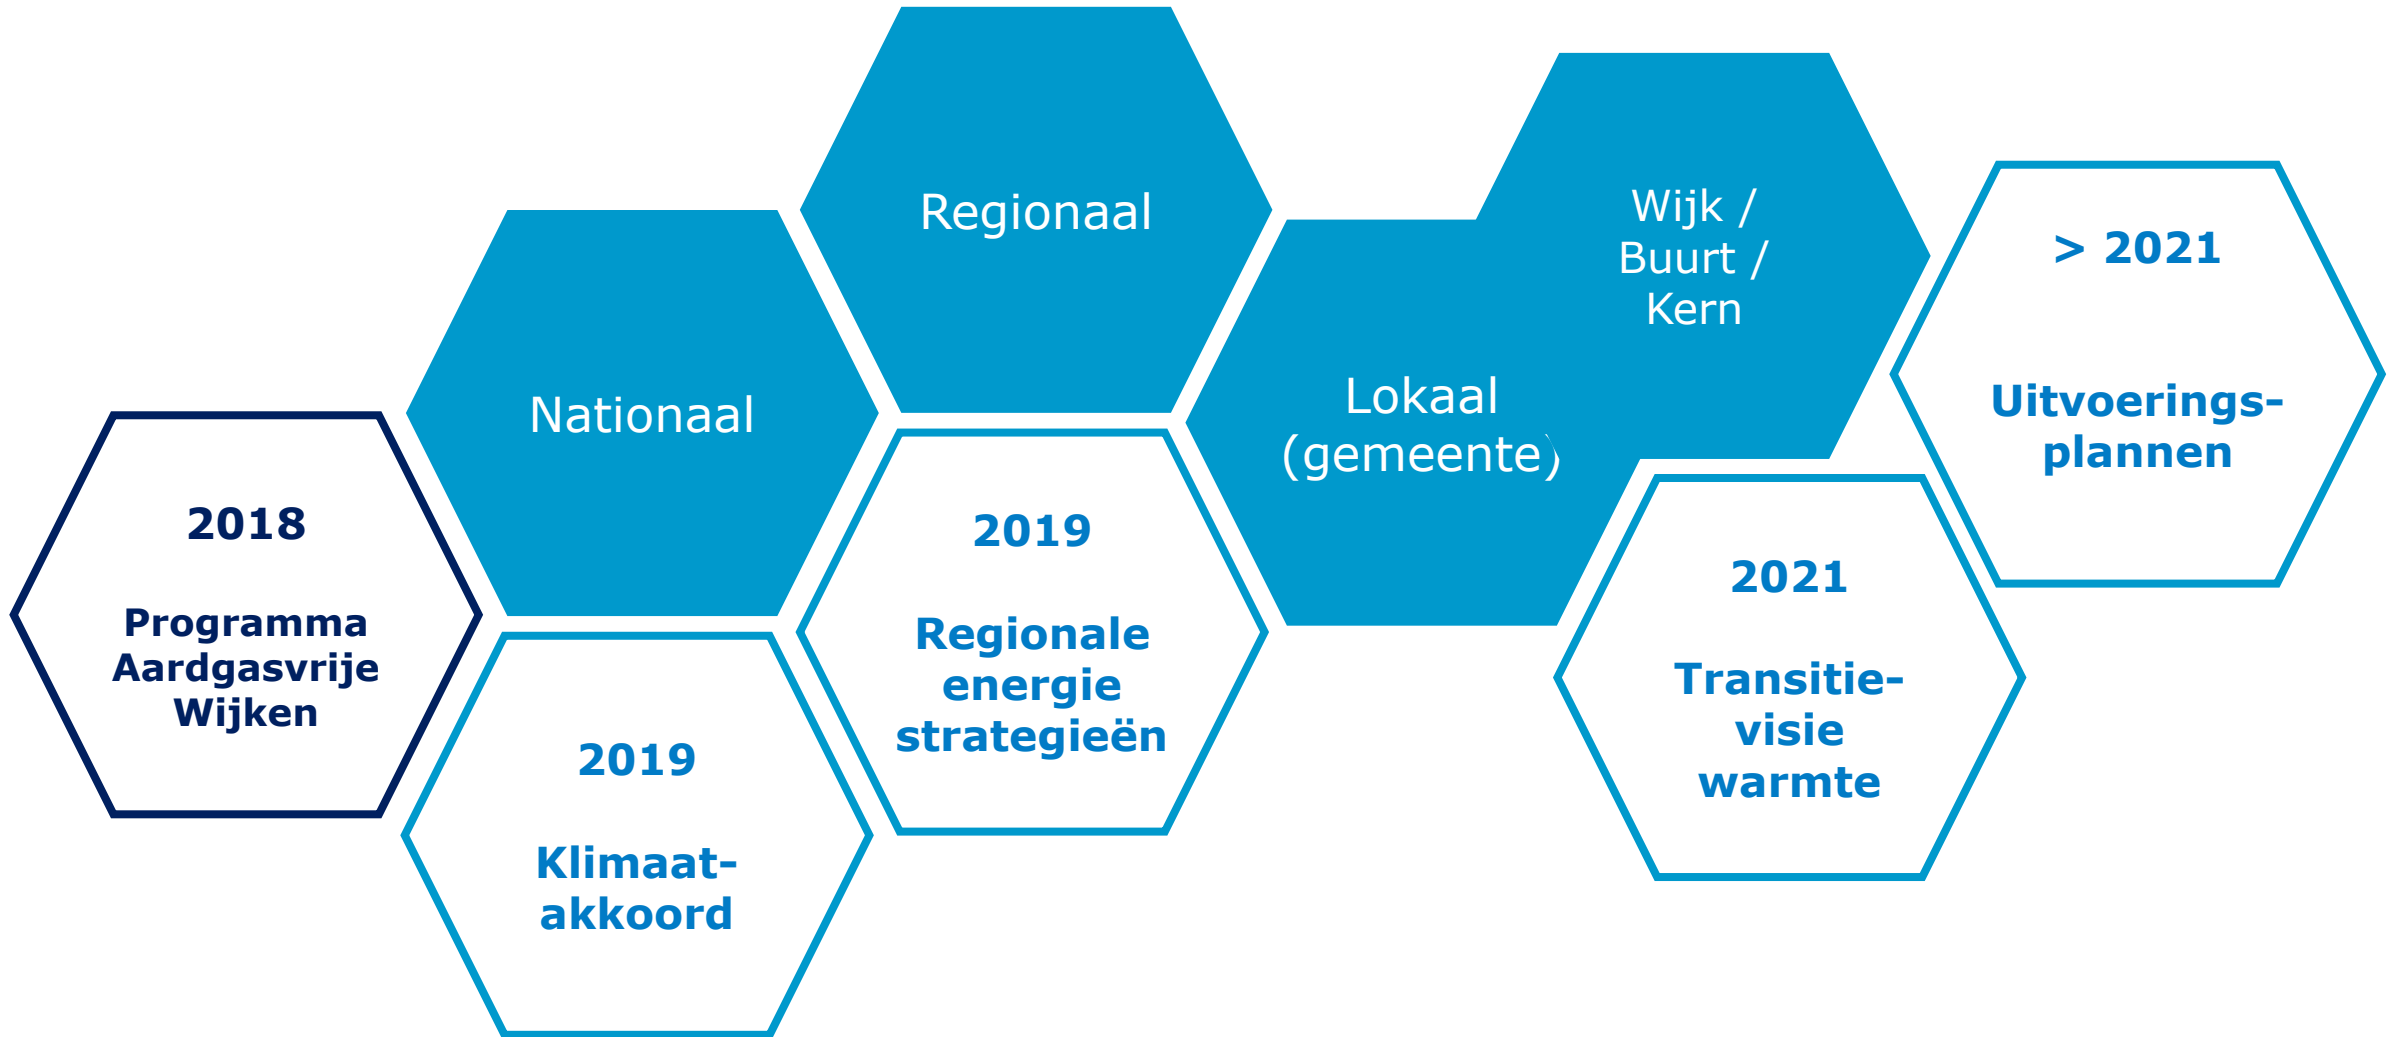 2018
Programma
Aardgasvrije
Wijken
Nationaal
2019
Klimaat-
akkoord
Regionaal
2019
Regionale
energie
strategieën
Lokaal
(gemeente)
Wijk /
Buurt /
Kern
2021
Transitie-
visie
warmte
> 2021
Uitvoerings-
plannen